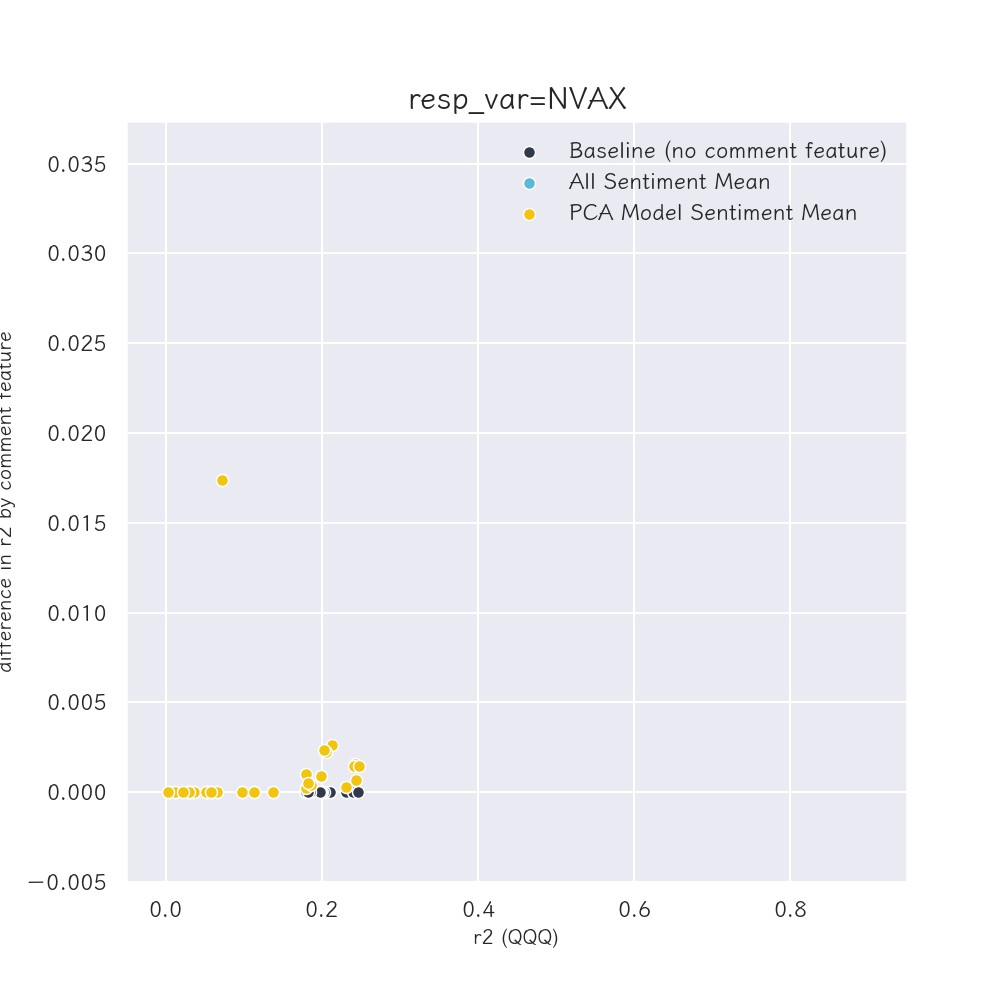 resp_var=NVAX
Baseline (no comment feature)
All Sentiment Mean
PCA Model Sentiment Mean
0.035
0.030
0.025
0.020
0.015
0.010
0.005
0.000
−0.005
difference in r2 by comment feature
0.0 0.2 0.4 0.6 0.8
r2 (QQQ)